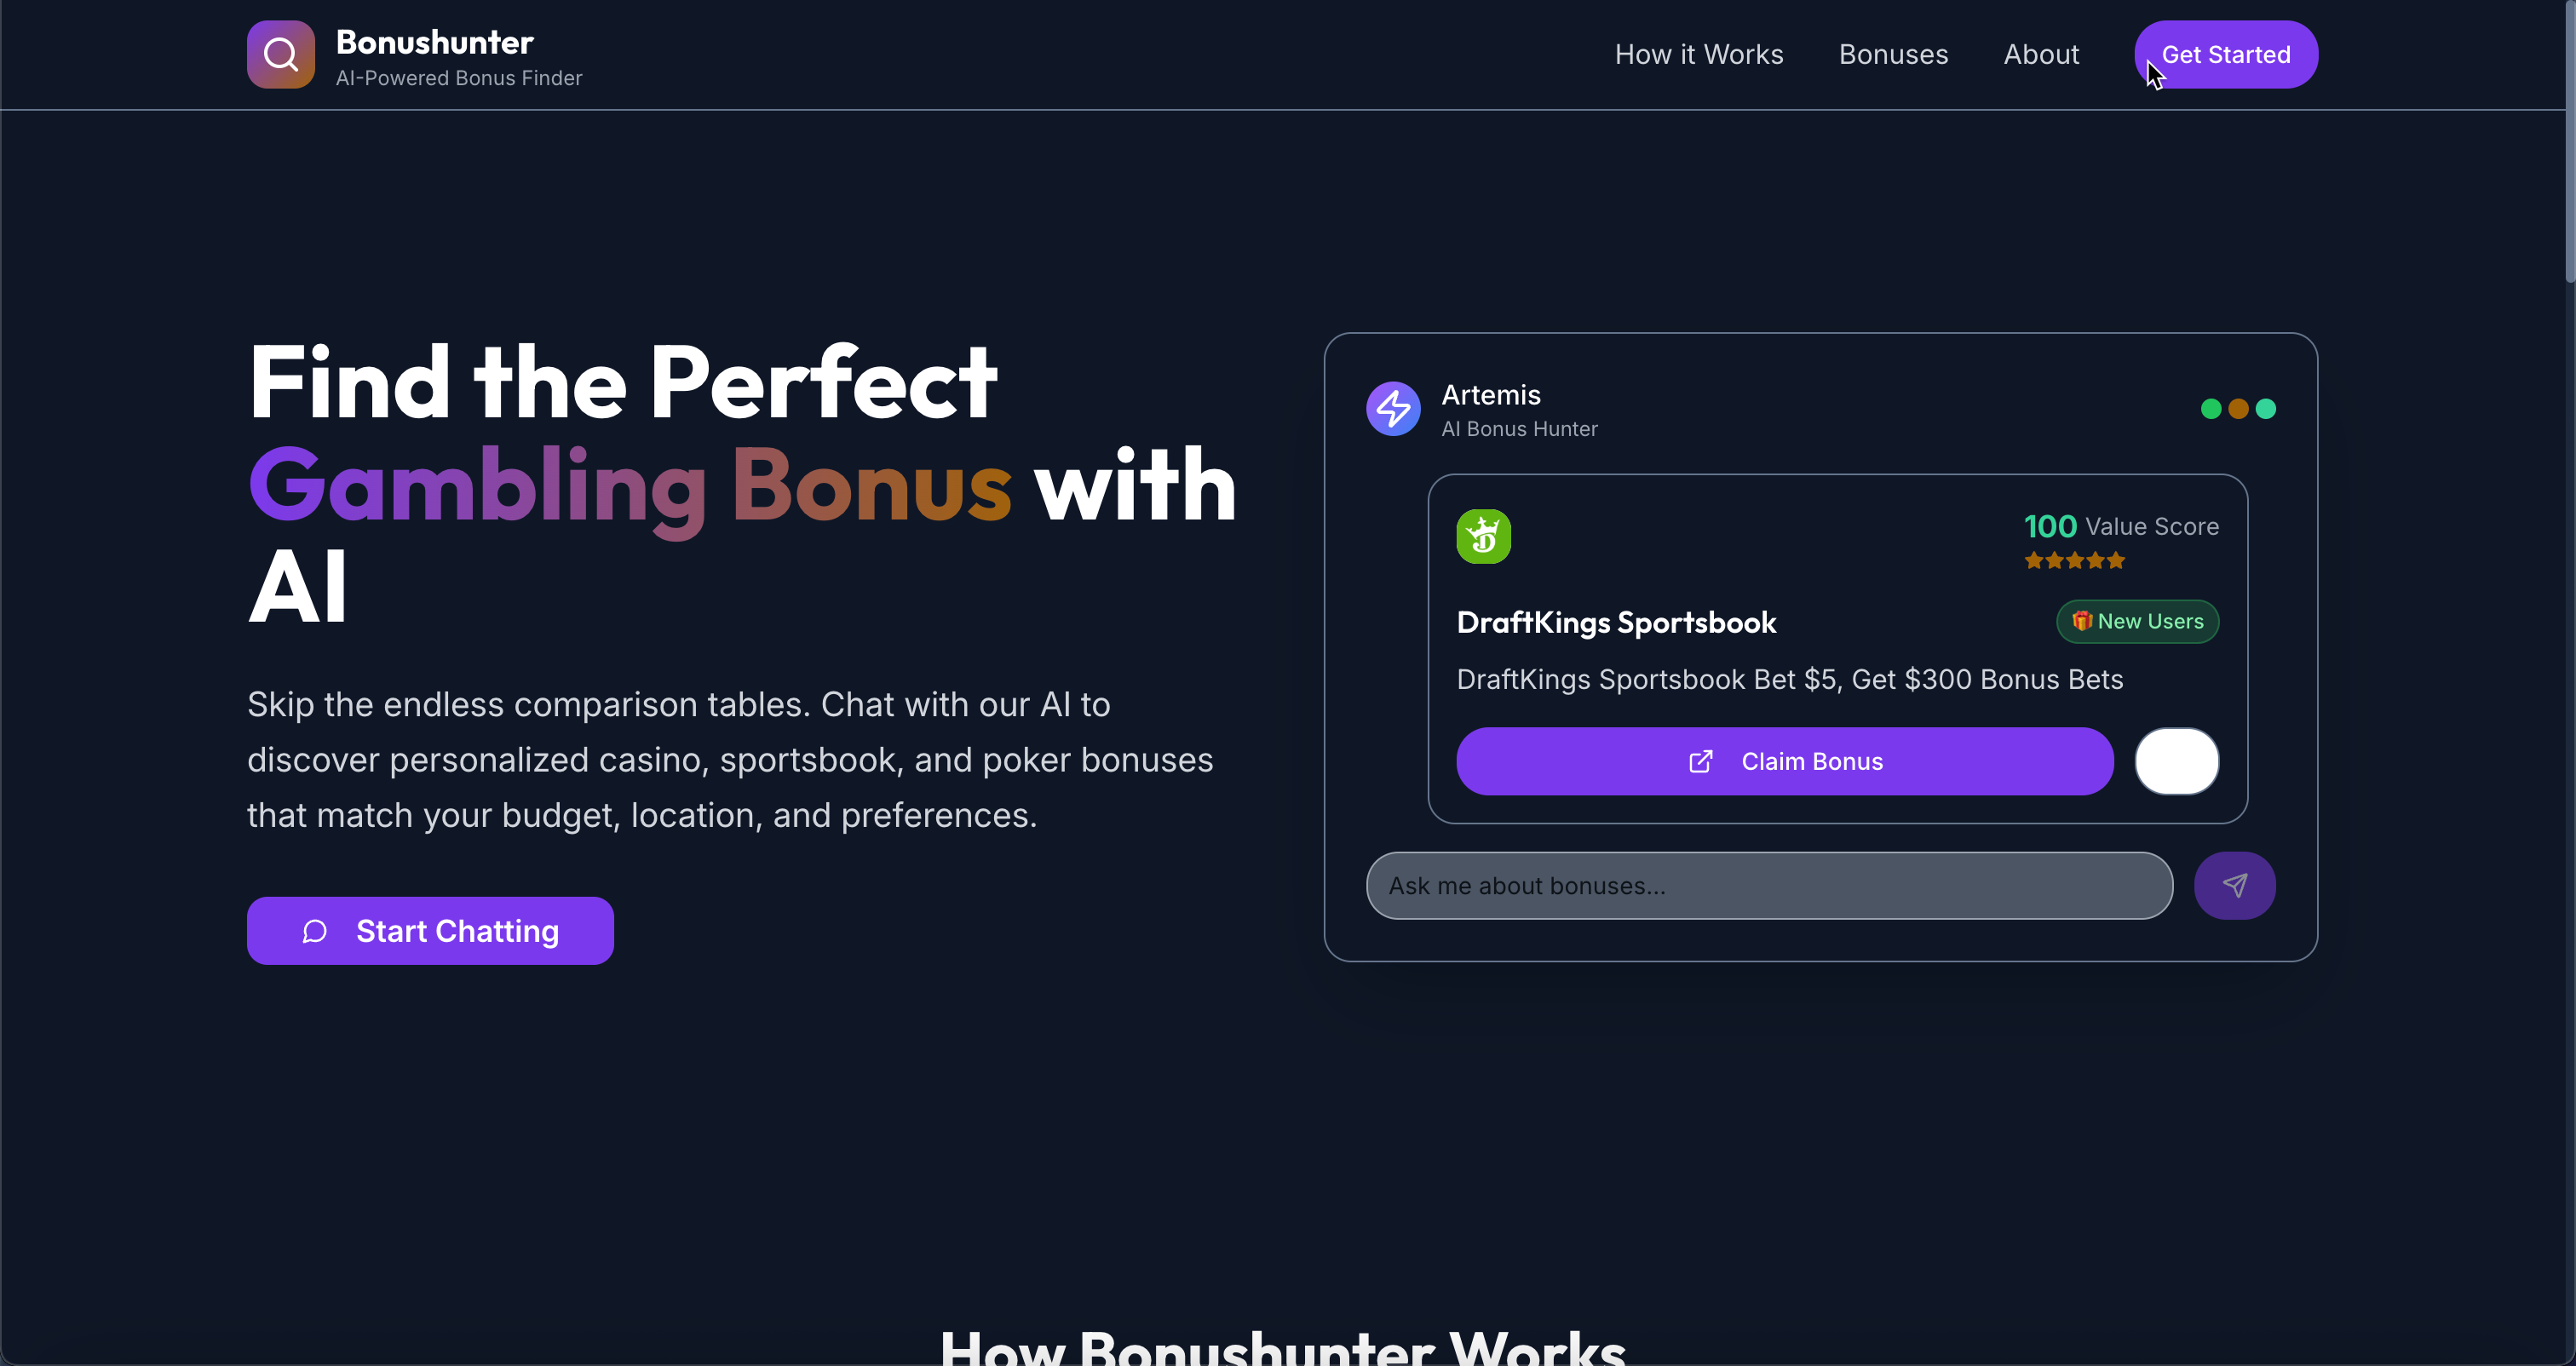 Bonushunter
AI-Powered Bonus Finder
How it Works
Bonuses
About
Get Started
Find the Perfect
Gambling Bonus with
AI
Skip the endless comparison tables. Chat with our AI to
discover personalized casino, sportsbook, and poker bonuses
that match your budget, location, and preferences.
Start Chatting
Artemis
AI Bonus Hunter
100 Value Score
DraftKings Sportsbook
🎁 New Users
DraftKings Sportsbook Bet $5, Get $300 Bonus Bets
Claim Bonus
Ask me about bonuses...
How Bonushunter Works